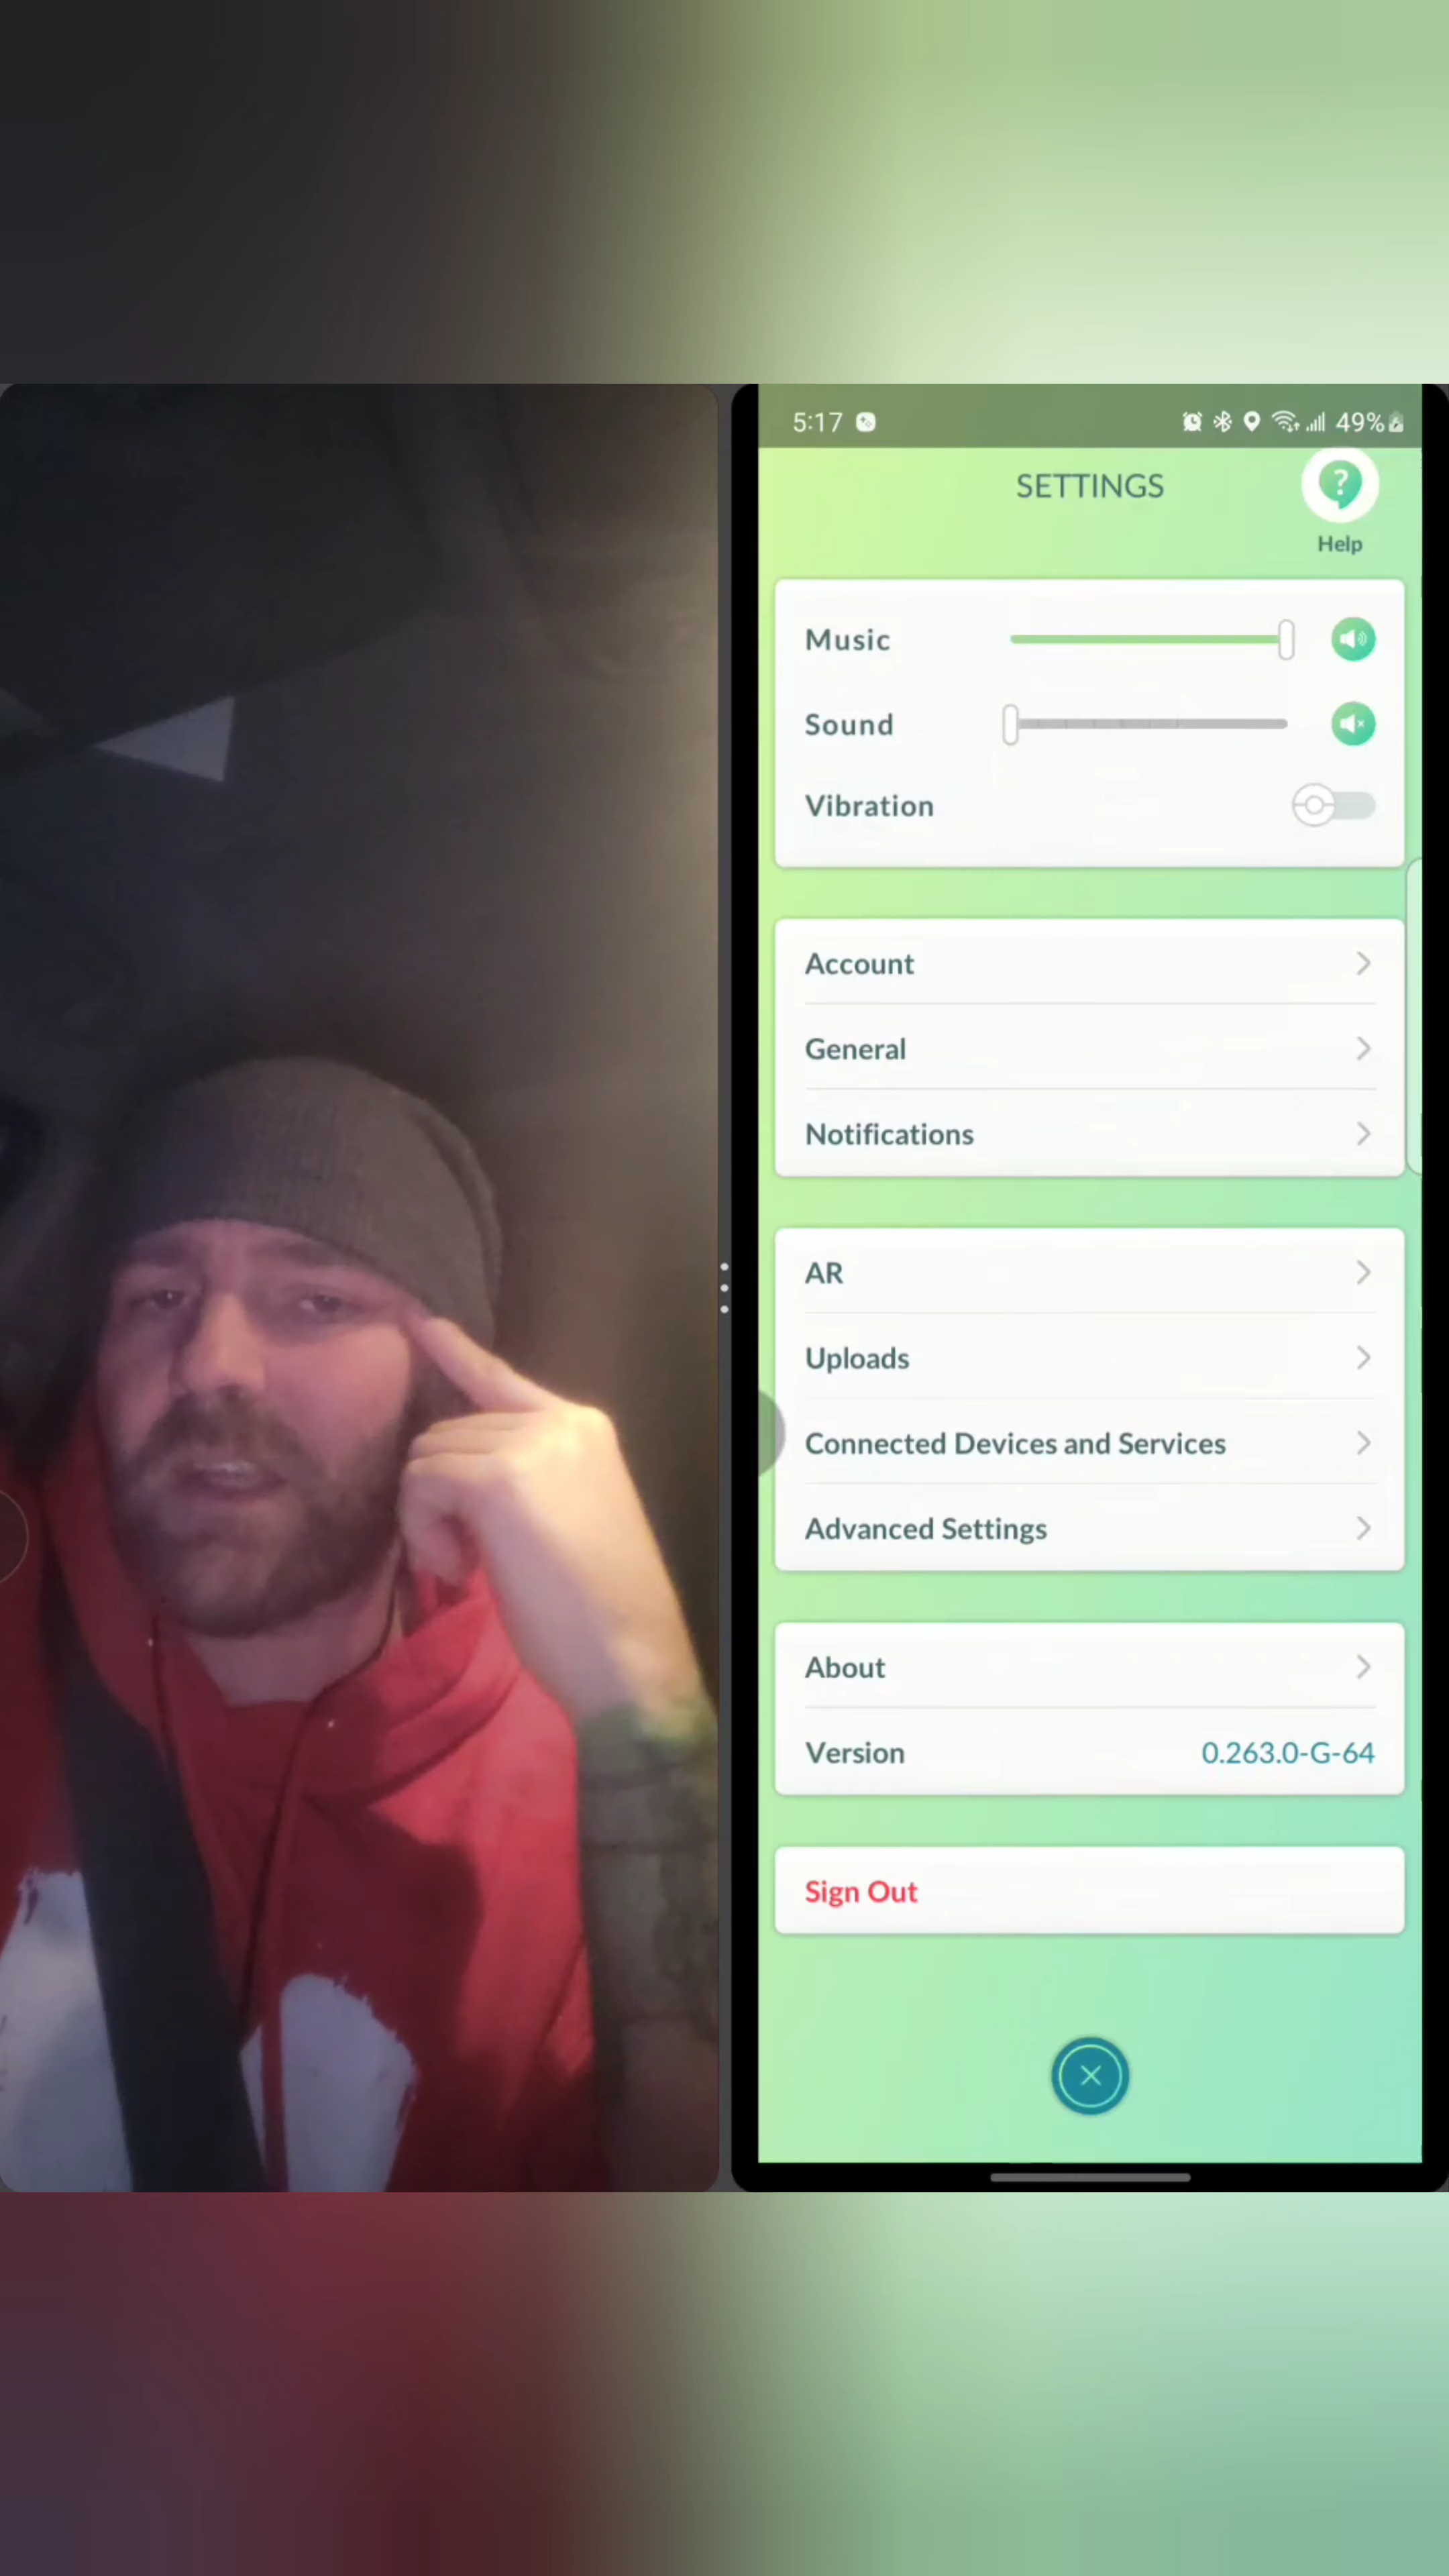 5:17
49%
SETTINGS
?
Help
Music
Sound
Vibration
Account
General
Notifications
AR
Uploads
Connected Devices and Services
Advanced Settings
About
Version 0.263.0-G-64
Sign Out